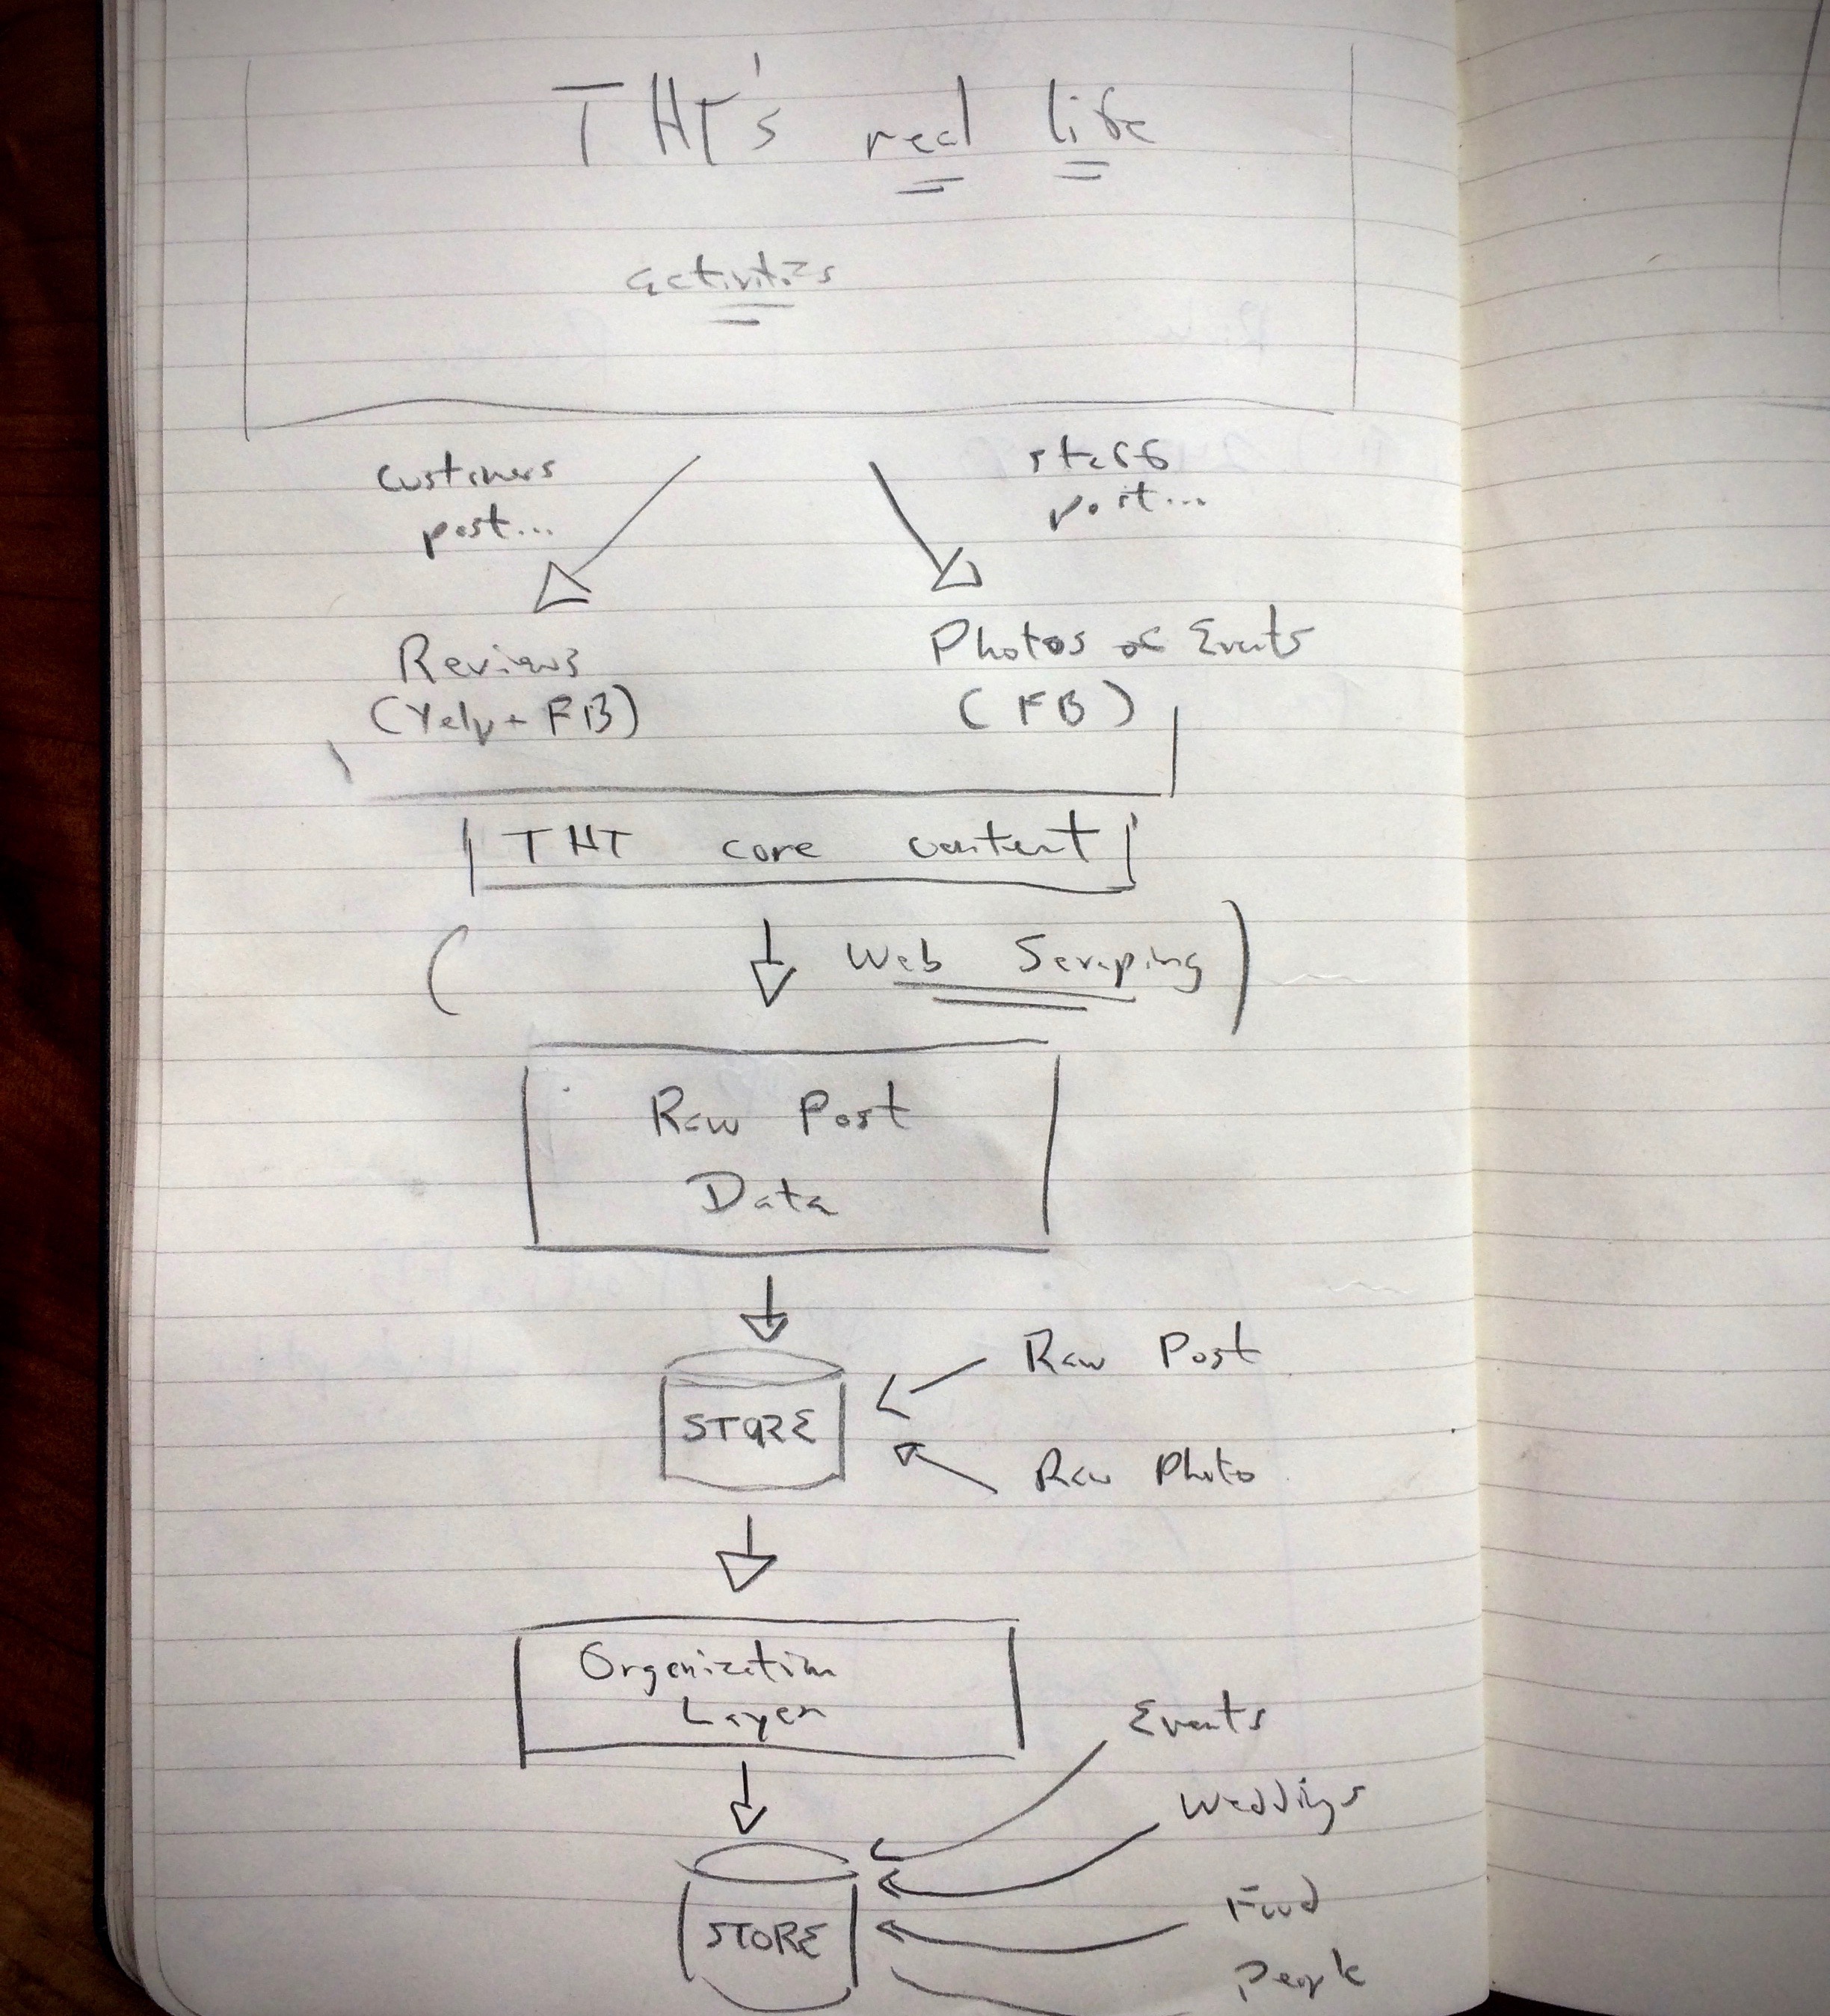 THT's real life
activities
customers
post...
staff
post...
Reviews
(Yelp + FB)
Photos of Events
(FB)
THT core content
Web Scraping
Raw Post
Data
STORE
Raw Post
Raw Photo
Organization
Layer
Events
Weddings
STORE
Food
People